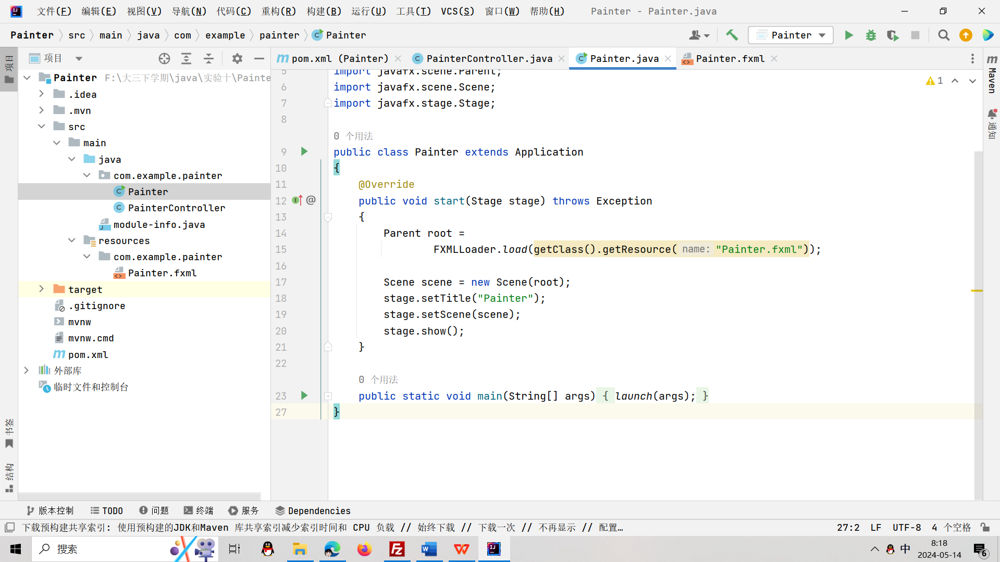 文件(F) 编辑(E) 视图(V) 导航(N) 代码(C) 重构(R) 构建(B) 运行(U) 工具(T) VCS(S) 窗口(W) 帮助(H) Painter - Painter.java
Painter src main java com example painter Painter
Painter
项目
项目
pom.xml (Painter)
PainterController.java
Painter.java
Painter.fxml
Maven
通知
Painter F:\大三下学期\java\实验十\Painte
.idea
.mvn
src
main
java
com.example.painter
Painter
PainterController
module-info.java
resources
com.example.painter
Painter.fxml
target
.gitignore
mvnw
mvnw.cmd
pom.xml
外部库
临时文件和控制台
书签
结构
1
5 import javafx.scene.Parent;
6 import javafx.scene.Scene;
7 import javafx.stage.Stage;
8
0 个用法
9 public class Painter extends Application
10 {
11 @Override
12 public void start(Stage stage) throws Exception
13 {
14 Parent root =
15 FXMLLoader.load(getClass().getResource( name: "Painter.fxml"));
16
17 Scene scene = new Scene(root);
18 stage.setTitle("Painter");
19 stage.setScene(scene);
20 stage.show();
21 }
22
0 个用法
23 public static void main(String[] args) { launch(args); }
27 }
版本控制 TODO 问题 终端 服务 Dependencies
下载预构建共享索引: 使用预构建的JDK和Maven 库共享索引减少索引时间和 CPU 负载 // 始终下载 // 下载一次 // 不再显示 // 配置…
27:2 LF UTF-8 4 个空格
搜索
中
8:18
2024-05-14
6